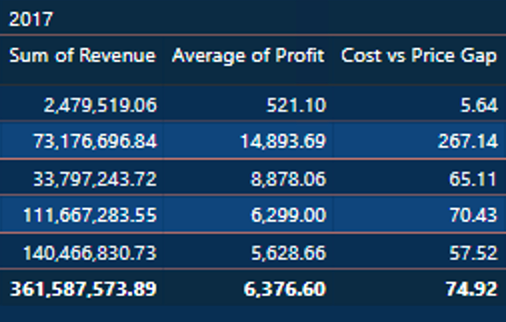 2017
Sum of Revenue Average of Profit Cost vs Price Gap
2,479,519.06 521.10 5.64
73,176,696.84 14,893.69 267.14
33,797,243.72 8,878.06 65.11
111,667,283.55 6,299.00 70.43
140,466,830.73 5,628.66 57.52
361,587,573.89 6,376.60 74.92